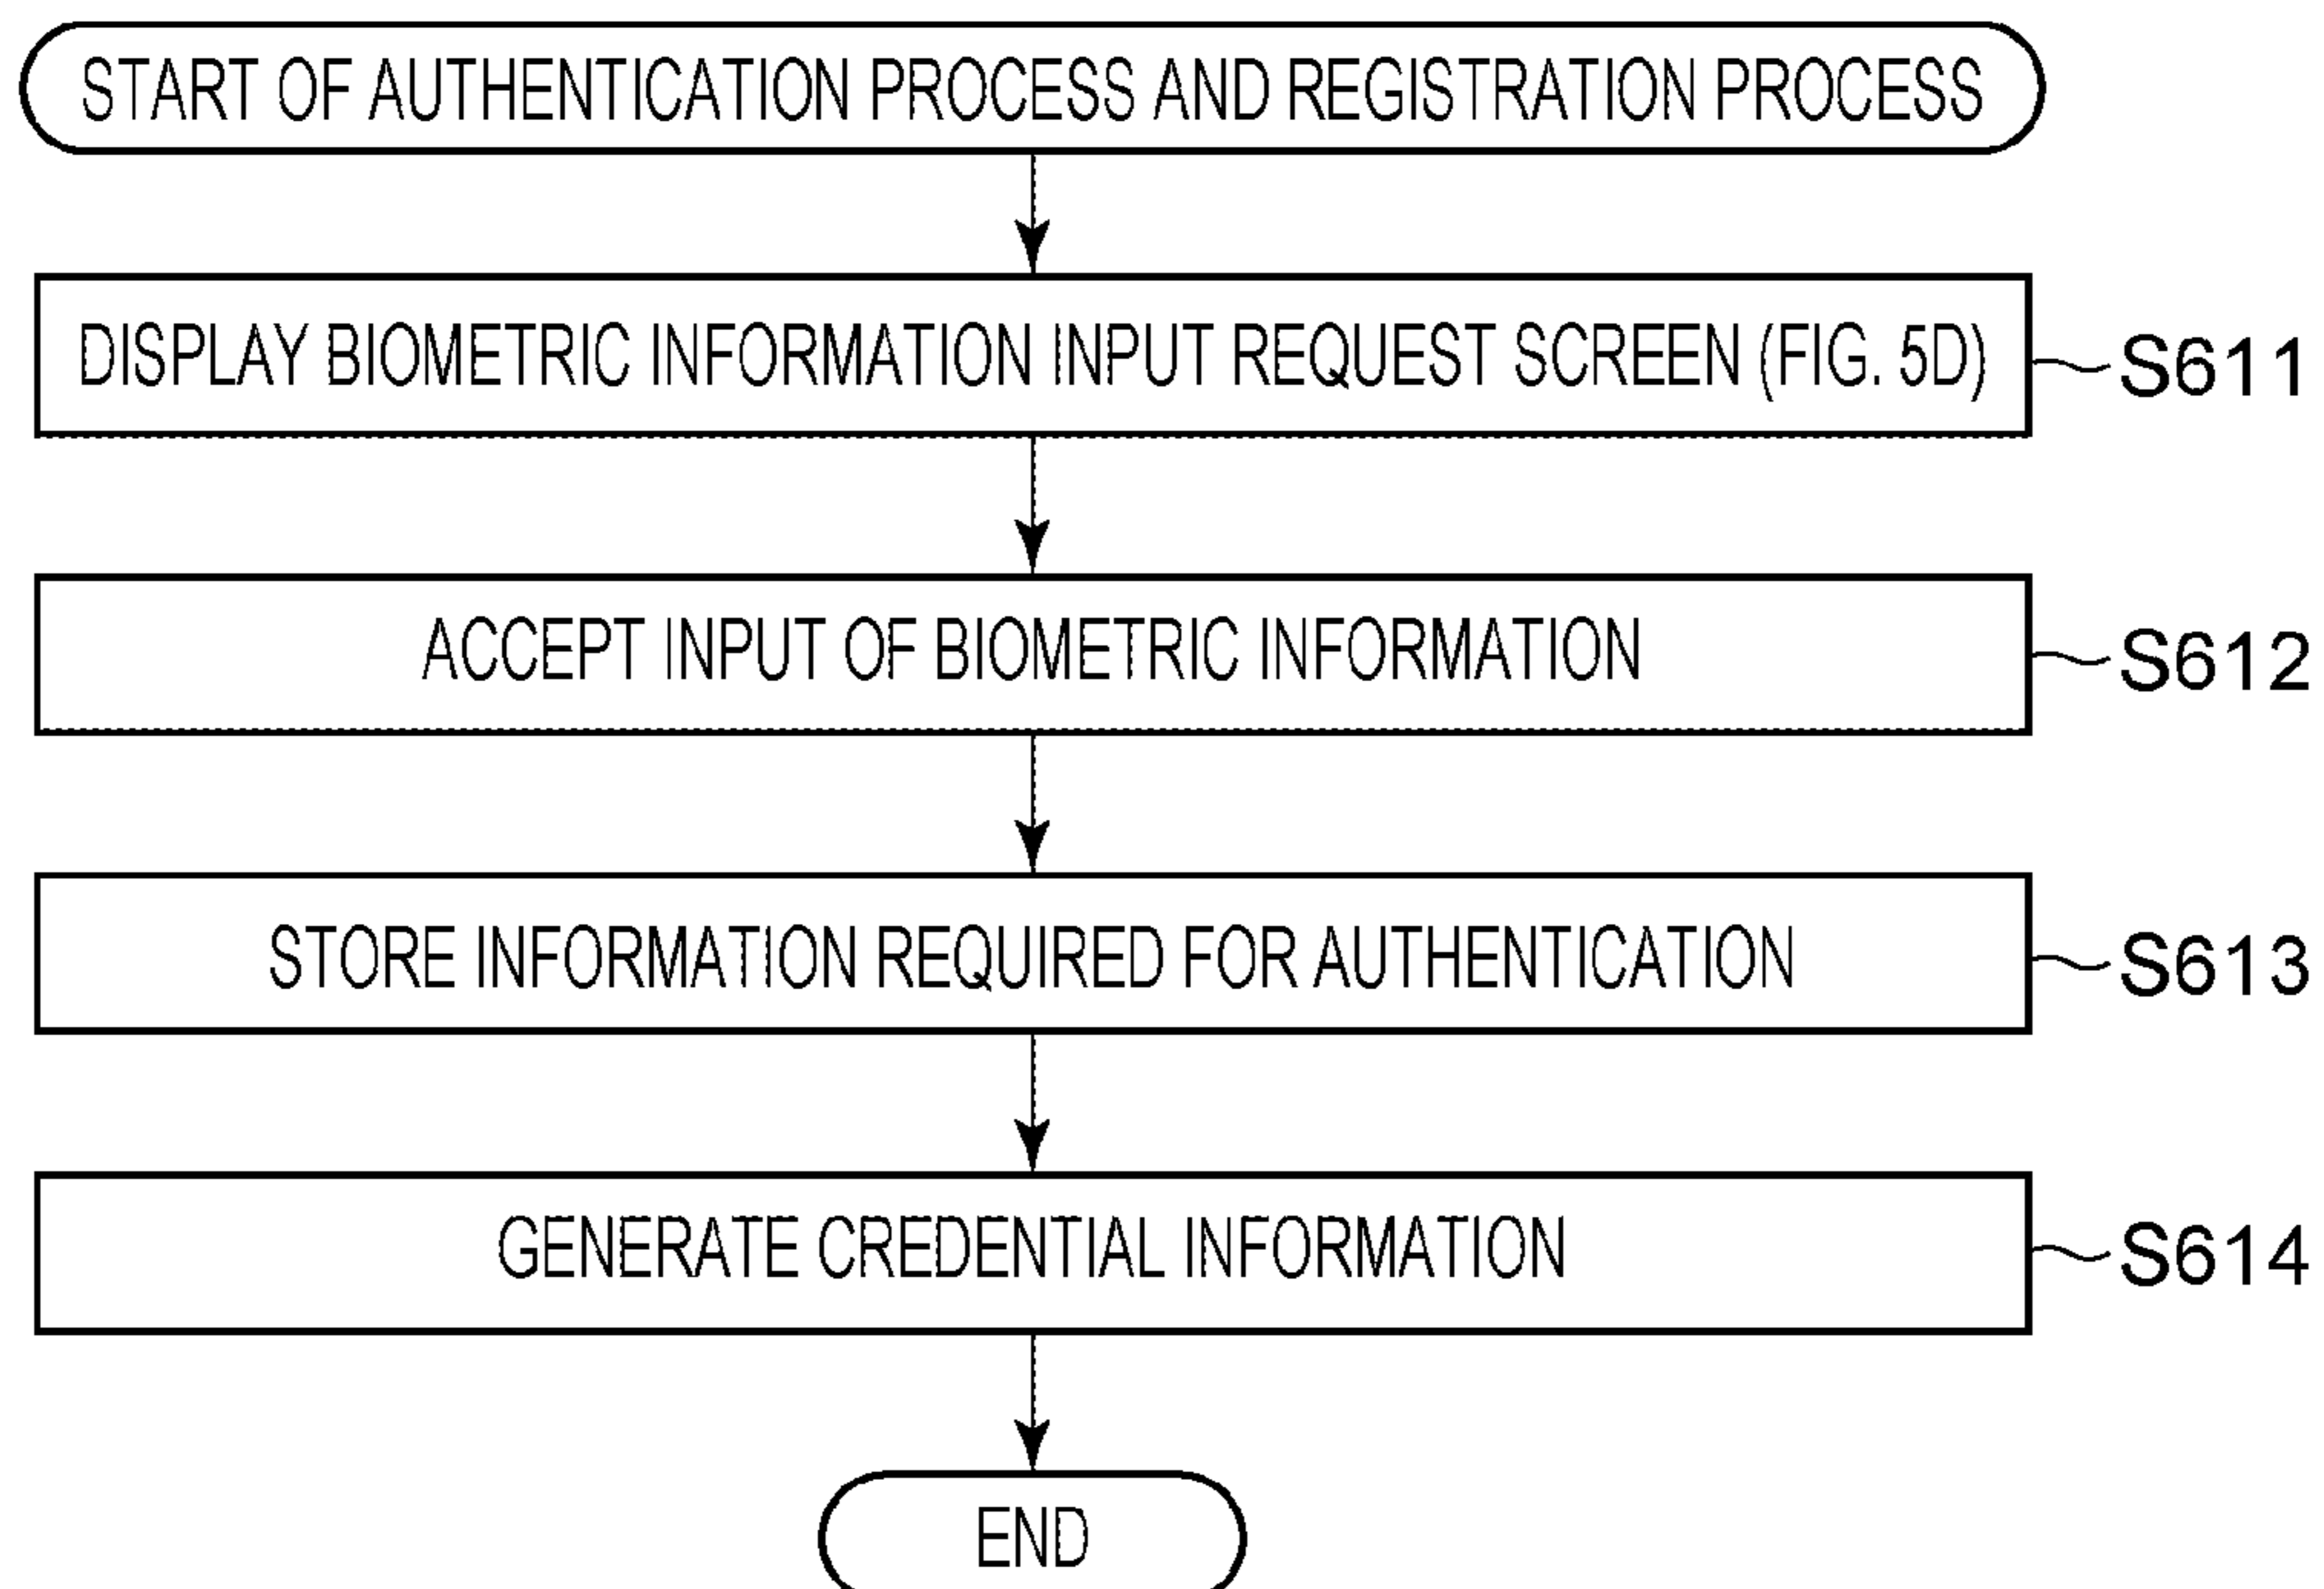 START OF AUTHENTICATION PROCESS AND REGISTRATION PROCESS
DISPLAY BIOMETRIC INFORMATION INPUT REQUEST SCREEN (FIG. 5D)
S611
ACCEPT INPUT OF BIOMETRIC INFORMATION
S612
STORE INFORMATION REQUIRED FOR AUTHENTICATION
S613
GENERATE CREDENTIAL INFORMATION
S614
END